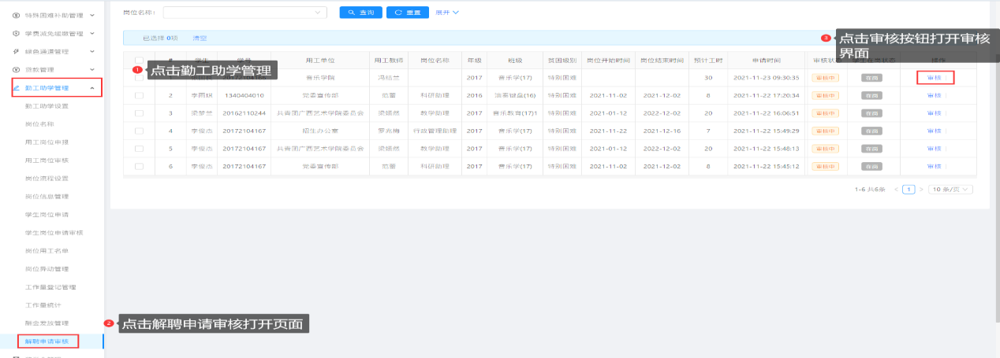 特殊困难补助管理
学费减免缓缴管理
绿色通道管理
贷款管理
勤工助学管理
勤工助学设置
岗位名称
用工岗位申报
用工岗位审核
岗位流程设置
岗位信息管理
学生岗位申请
学生岗位申请审核
岗位用工名单
岗位异动管理
工作量登记管理
工作量统计
酬金发放管理
解聘申请审核
岗位名称：
查询 重置 展开
已选择 0项 清空
3 点击审核按钮打开审核
界面
# 学生 学号 用工单位 用工教师 岗位名称 年级 班级 贫困级别 岗位开始时间 岗位结束时间 预计工时 申请时间 审核状态 学生在岗状态 操作
1 点击勤工助学管理
20172104166 音乐学院 冯结兰 2017 音乐学(17) 特别困难 30 2021-11-23 09:30:35 审核中 在岗 审核
2 李雨积 1340404010 党委宣传部 范蕾 科研助理 2016 演奏键盘(16) 特别困难 2021-11-02 2021-12-02 8 2021-11-22 17:20:34 审核中 在岗 审核
3 梁梦兰 20162110244 共青团广西艺术学院委员会 梁嫣然 教学助理 2017 音乐教育(17)1 特别困难 2021-01-12 2022-12-02 20 2021-11-22 16:06:51 审核中 在岗 审核
4 李俊杰 20172104167 招生办公室 罗兆梅 行政管理助理 2017 音乐学(17) 特别困难 2021-11-22 2021-12-16 7 2021-11-22 15:49:29 审核中 在岗 审核
5 李俊杰 20172104167 共青团广西艺术学院委员会 梁嫣然 教学助理 2017 音乐学(17) 特别困难 2021-01-12 2022-12-02 20 2021-11-22 15:48:13 审核中 在岗 审核
6 李俊杰 20172104167 党委宣传部 范蕾 科研助理 2017 音乐学(17) 特别困难 2021-11-02 2021-12-02 8 2021-11-22 15:45:12 审核中 在岗 审核
1-6 共6条 < 1 > 10 条/页
2 点击解聘申请审核打开页面